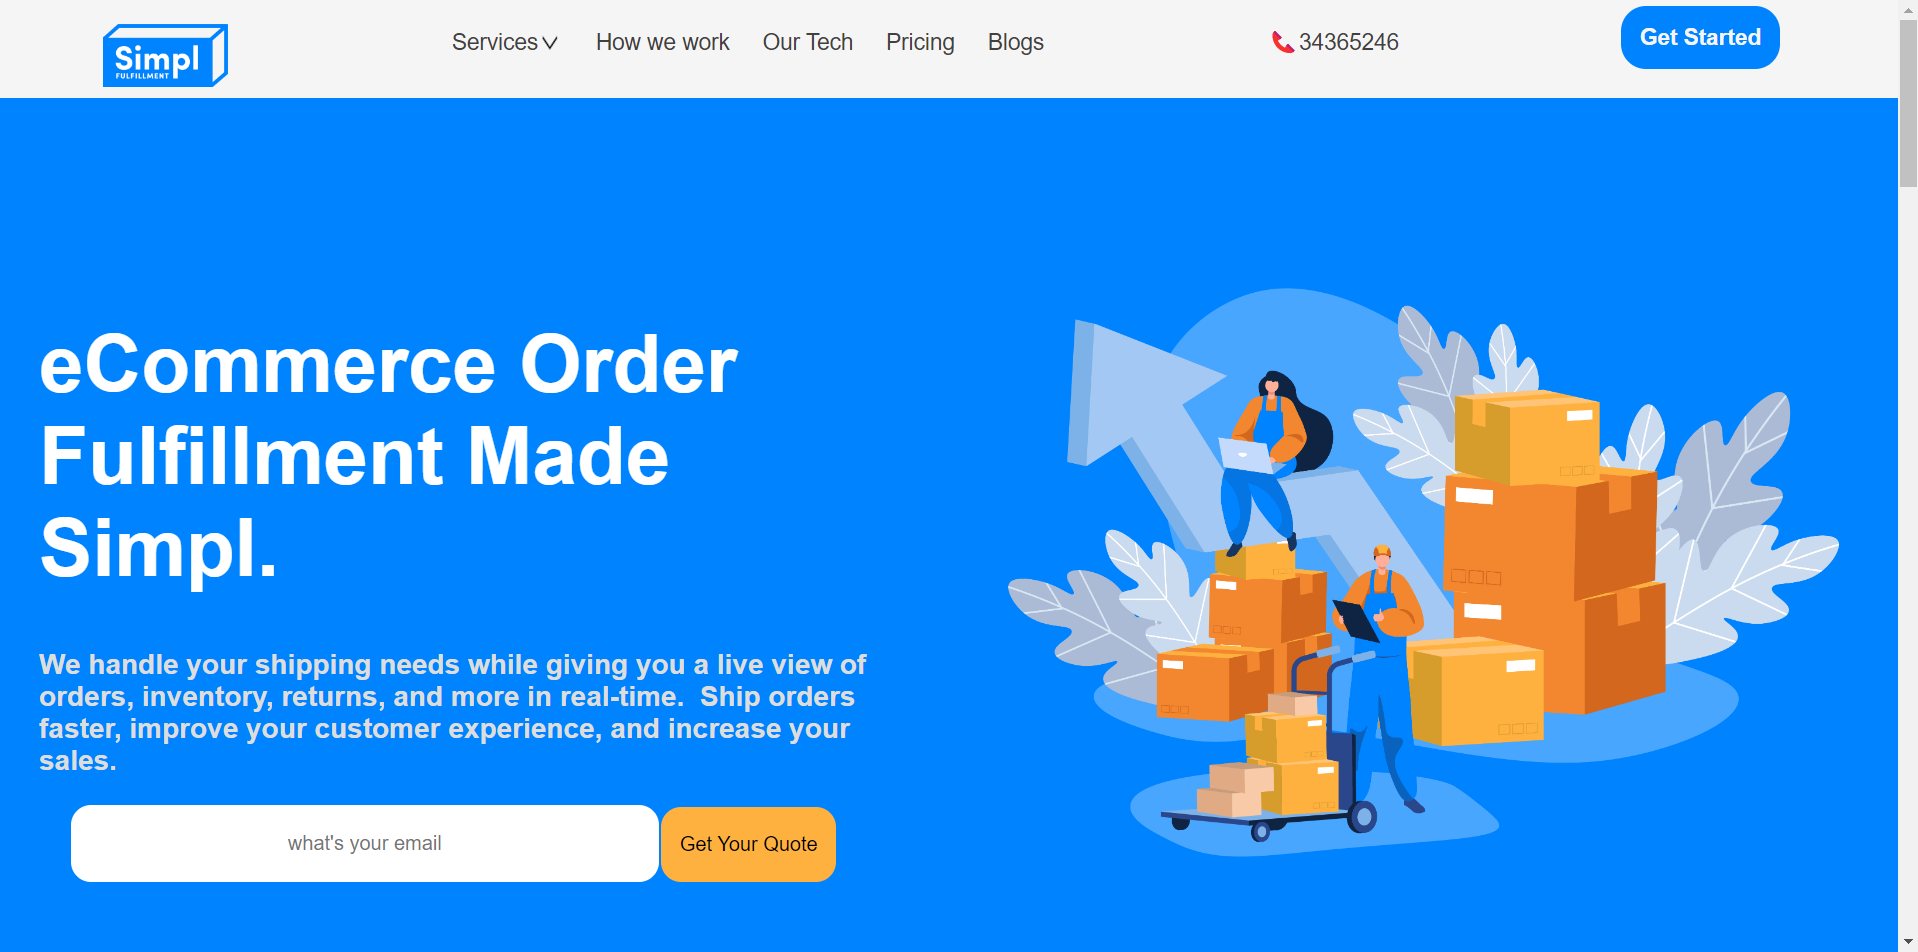 Simpl
FULFILLMENT
Services
How we work
Our Tech
Pricing
Blogs
34365246
Get Started
eCommerce Order
Fulfillment Made
Simpl.
We handle your shipping needs while giving you a live view of
orders, inventory, returns, and more in real-time.  Ship orders
faster, improve your customer experience, and increase your
sales.
what's your email
Get Your Quote